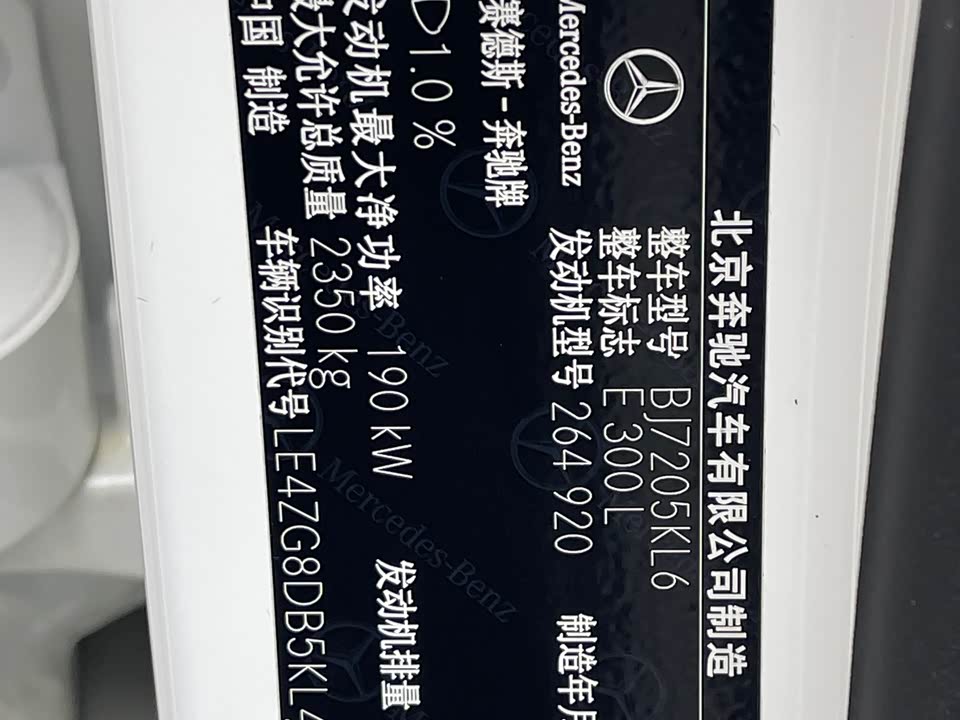 北京奔驰汽车有限公司制造
整车型号 BJ7205KL6
整车标志 E 300 L
Mercedes-Benz
发动机型号 264 920
制造年月
赛德斯-奔驰牌
1.0 %
发动机最大净功率 190 kW
发动机排量
最大允许总质量 2350 kg
中国 制造
车辆识别代号 LE4ZG8DB5KL
Mercedes-Benz
Mercedes-Benz